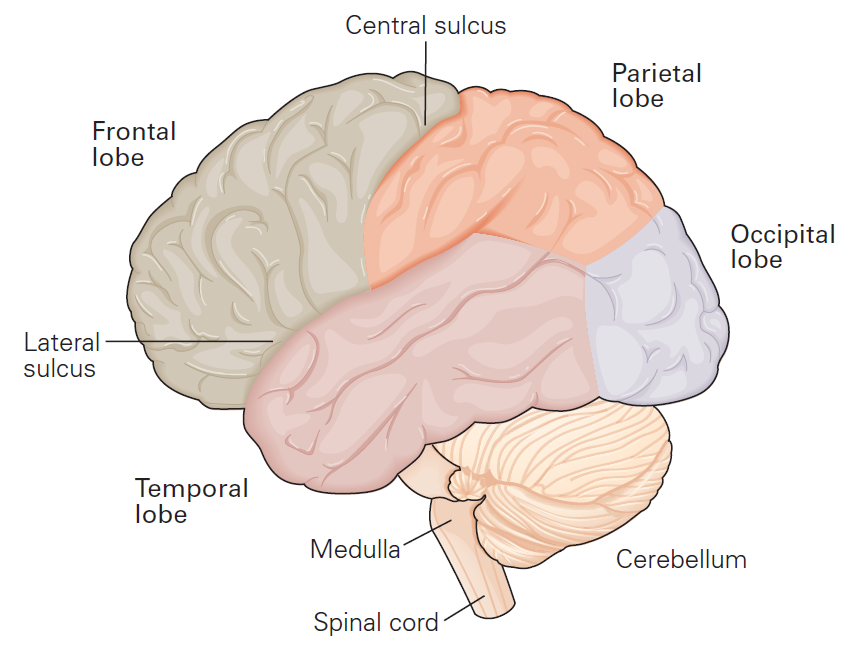 Central sulcus
Parietal
lobe
Frontal
lobe
Occipital
lobe
Lateral
sulcus
Temporal
lobe
Medulla
Cerebellum
Spinal cord